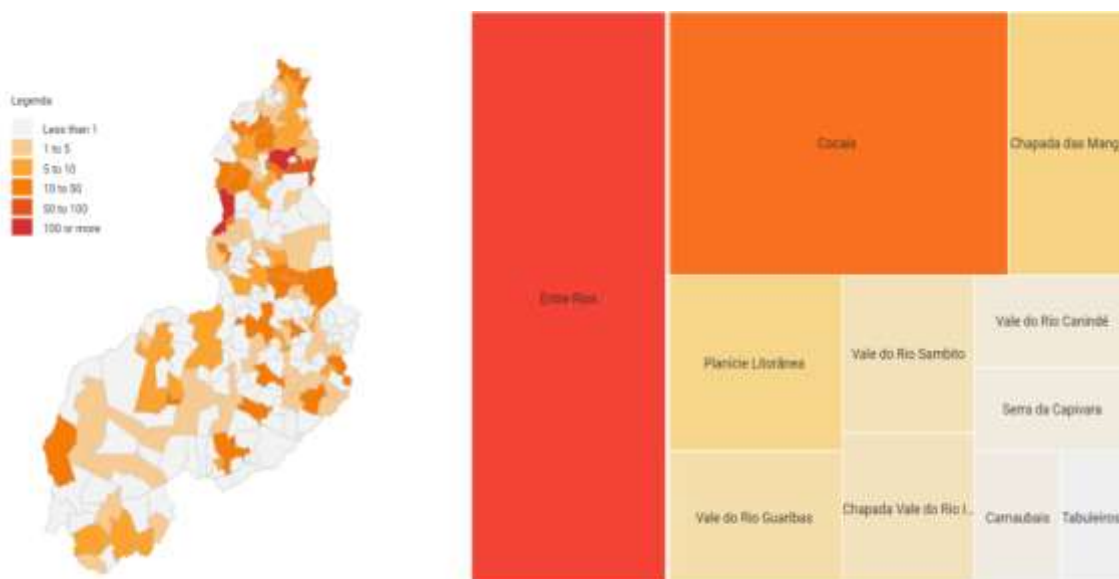 Legenda
Less than 1
1 to 5
5 to 10
10 to 50
50 to 100
100 or more
Entre Rios
Cocais
Chapada das Mang
Planície Litorânea
Vale do Rio Sambito
Vale do Rio Canindé
Serra da Capivara
Vale do Rio Guaribas
Chapada Vale do Rio I...
Carnaubais
Tabuleiros